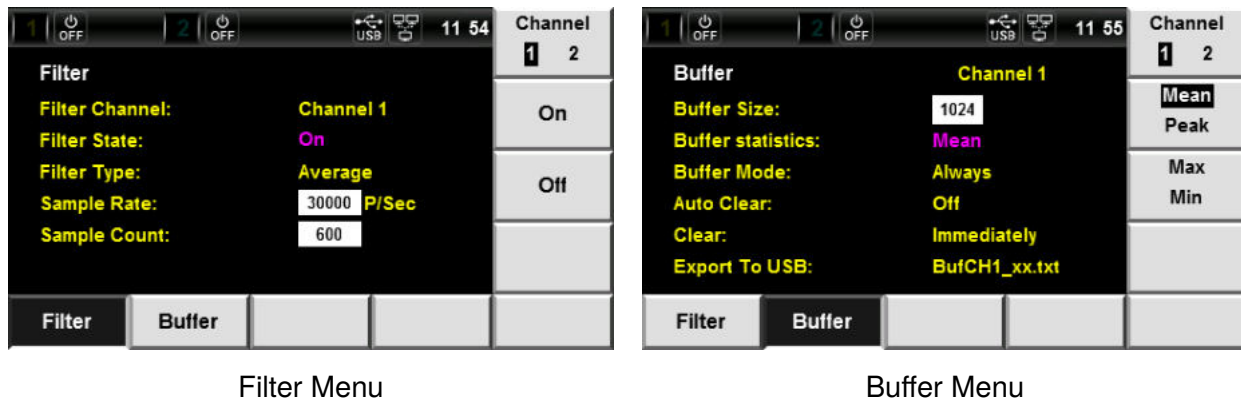 1 OFF 2 OFF USB 11 54 Channel
1 2
Filter
Filter Channel: Channel 1
On
Filter State: On
Filter Type: Average
Off
Sample Rate: 30000 P/Sec
Sample Count: 600
Filter Buffer
Filter Menu
1 OFF 2 OFF USB 11 55 Channel
1 2
Buffer Channel 1
Mean
Peak
Buffer Size: 1024
Buffer statistics: Mean
Max
Min
Buffer Mode: Always
Auto Clear: Off
Clear: Immediately
Export To USB: BufCH1_xx.txt
Filter Buffer
Buffer Menu